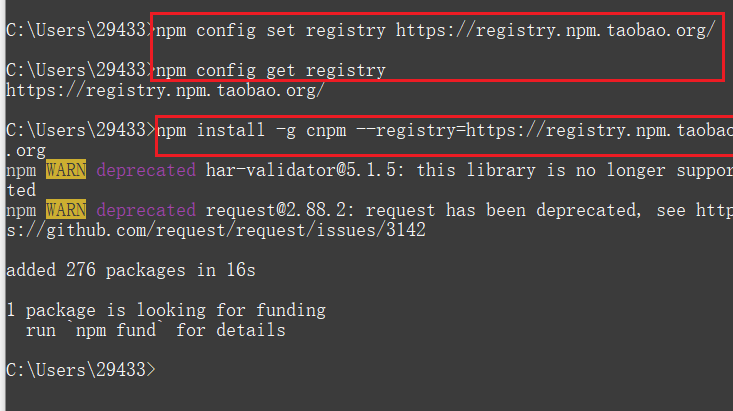 C:\Users\29433>npm config set registry https://registry.npm.taobao.org/
C:\Users\29433>npm config get registry
https://registry.npm.taobao.org/
C:\Users\29433>npm install -g cnpm --registry=https://registry.npm.taobao
.org
npm WARN deprecated har-validator@5.1.5: this library is no longer suppor
ted
npm WARN deprecated request@2.88.2: request has been deprecated, see http
s://github.com/request/request/issues/3142
added 276 packages in 16s
1 package is looking for funding
run `npm fund` for details
C:\Users\29433>